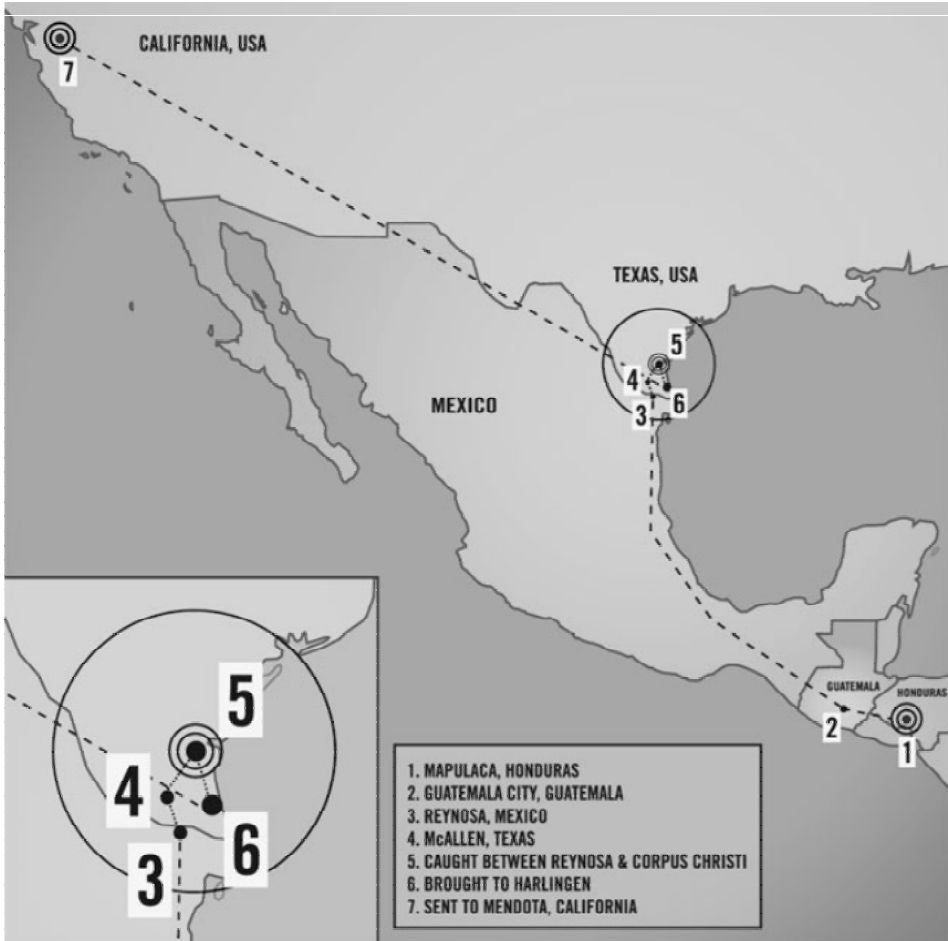 CALIFORNIA, USA
7
TEXAS, USA
5
4
6
3
MEXICO
GUATEMALA
HONDURAS
2
1
5
4
6
3
1. MAPULACA, HONDURAS
2. GUATEMALA CITY, GUATEMALA
3. REYNOSA, MEXICO
4. McALLEN, TEXAS
5. CAUGHT BETWEEN REYNOSA & CORPUS CHRISTI
6. BROUGHT TO HARLINGEN
7. SENT TO MENDOTA, CALIFORNIA